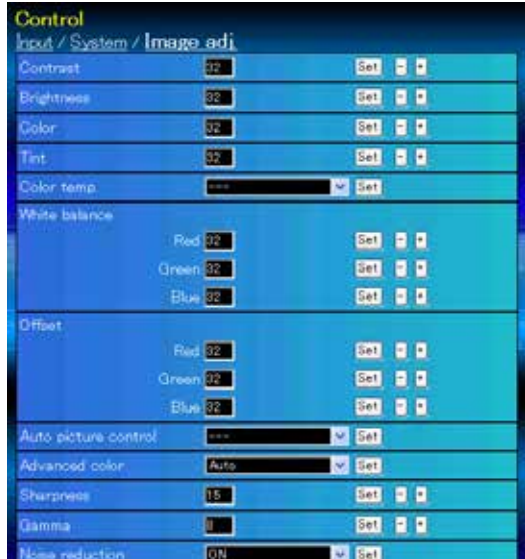 Control
Input / System / Image adj.
Contrast 32 Set - +
Brightness 32 Set - +
Color 32 Set - +
Tint 32 Set - +
Color temp. --- Set
White balance
Red 32 Set - +
Green 32 Set - +
Blue 32 Set - +
Offset
Red 32 Set - +
Green 32 Set - +
Blue 32 Set - +
Auto picture control --- Set
Advanced color Auto Set
Sharpness 15 Set - +
Gamma Set - +
Noise reduction ON Set